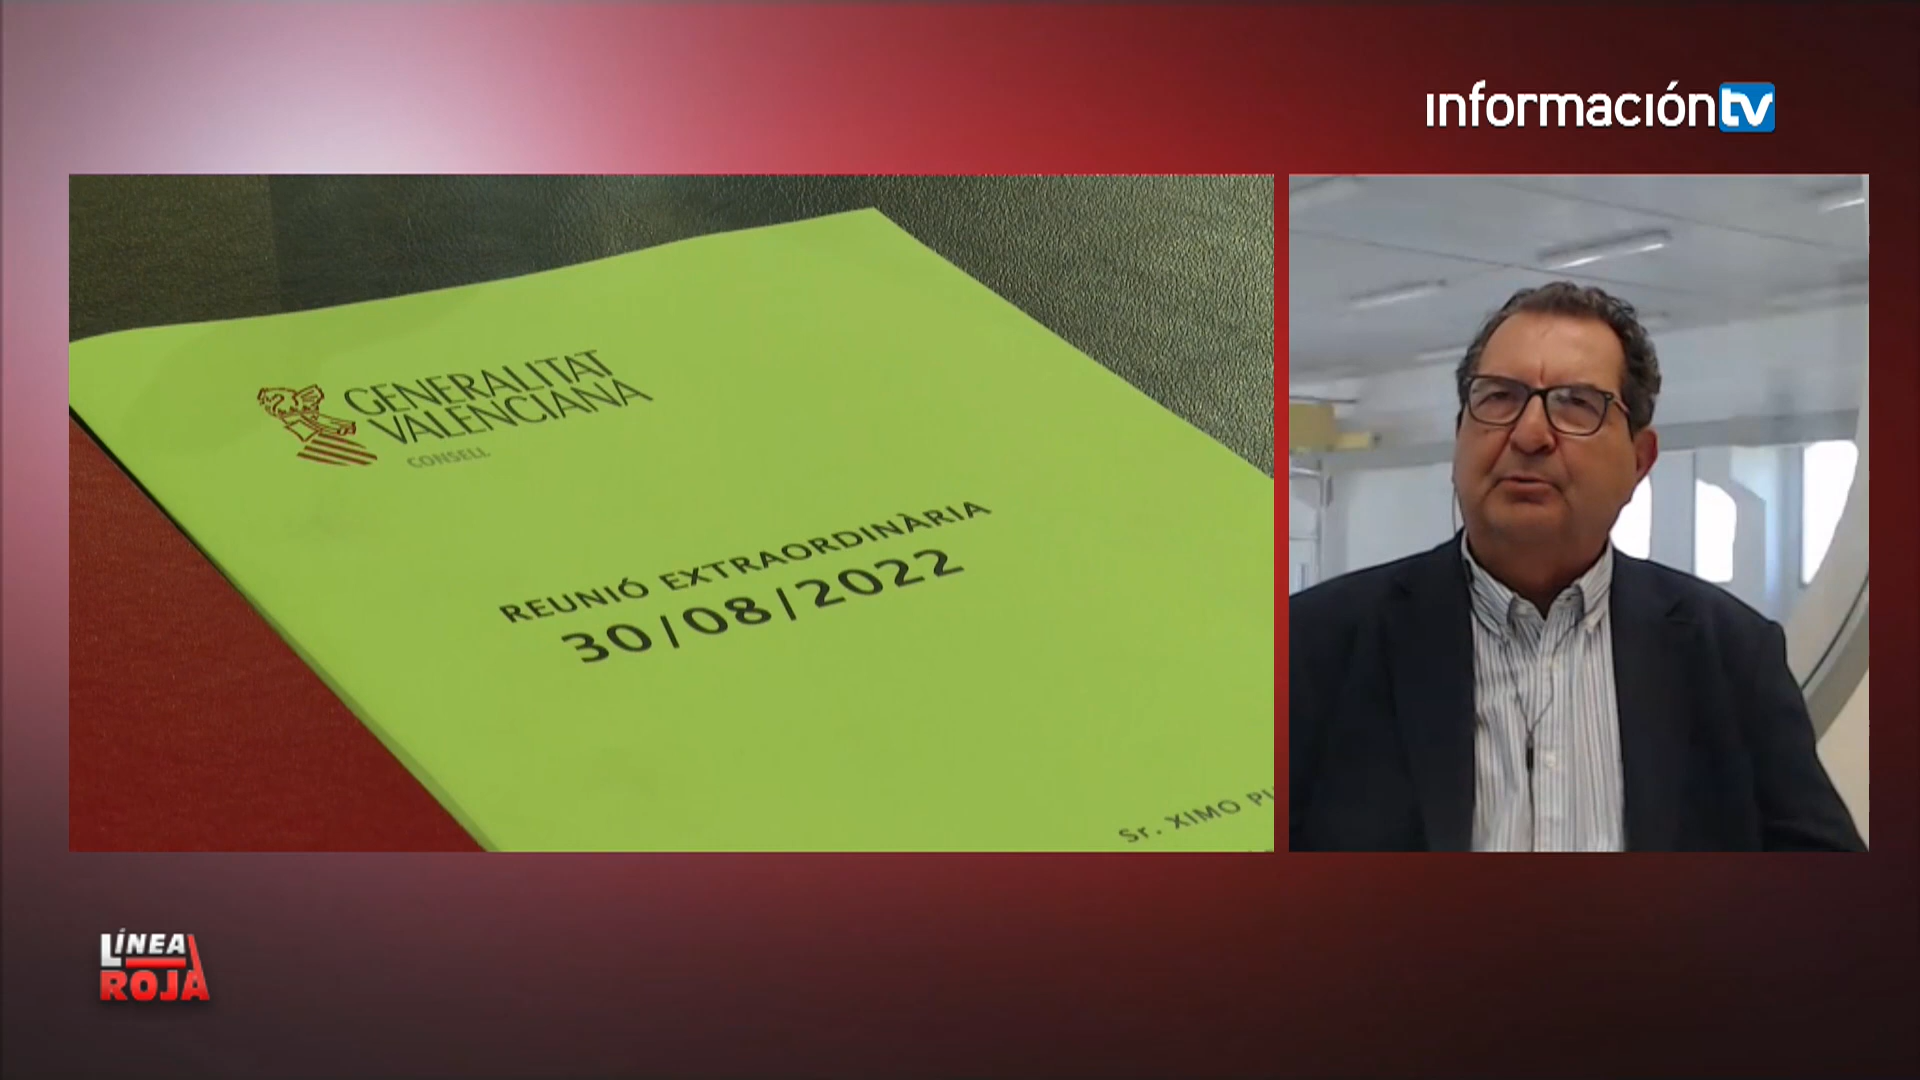 informacióntv
GENERALITAT
VALENCIANA
CONSELL
REUNIÓ EXTRAORDINÀRIA
30/08/2022
Sr. XIMO
LÍNEA
ROJA